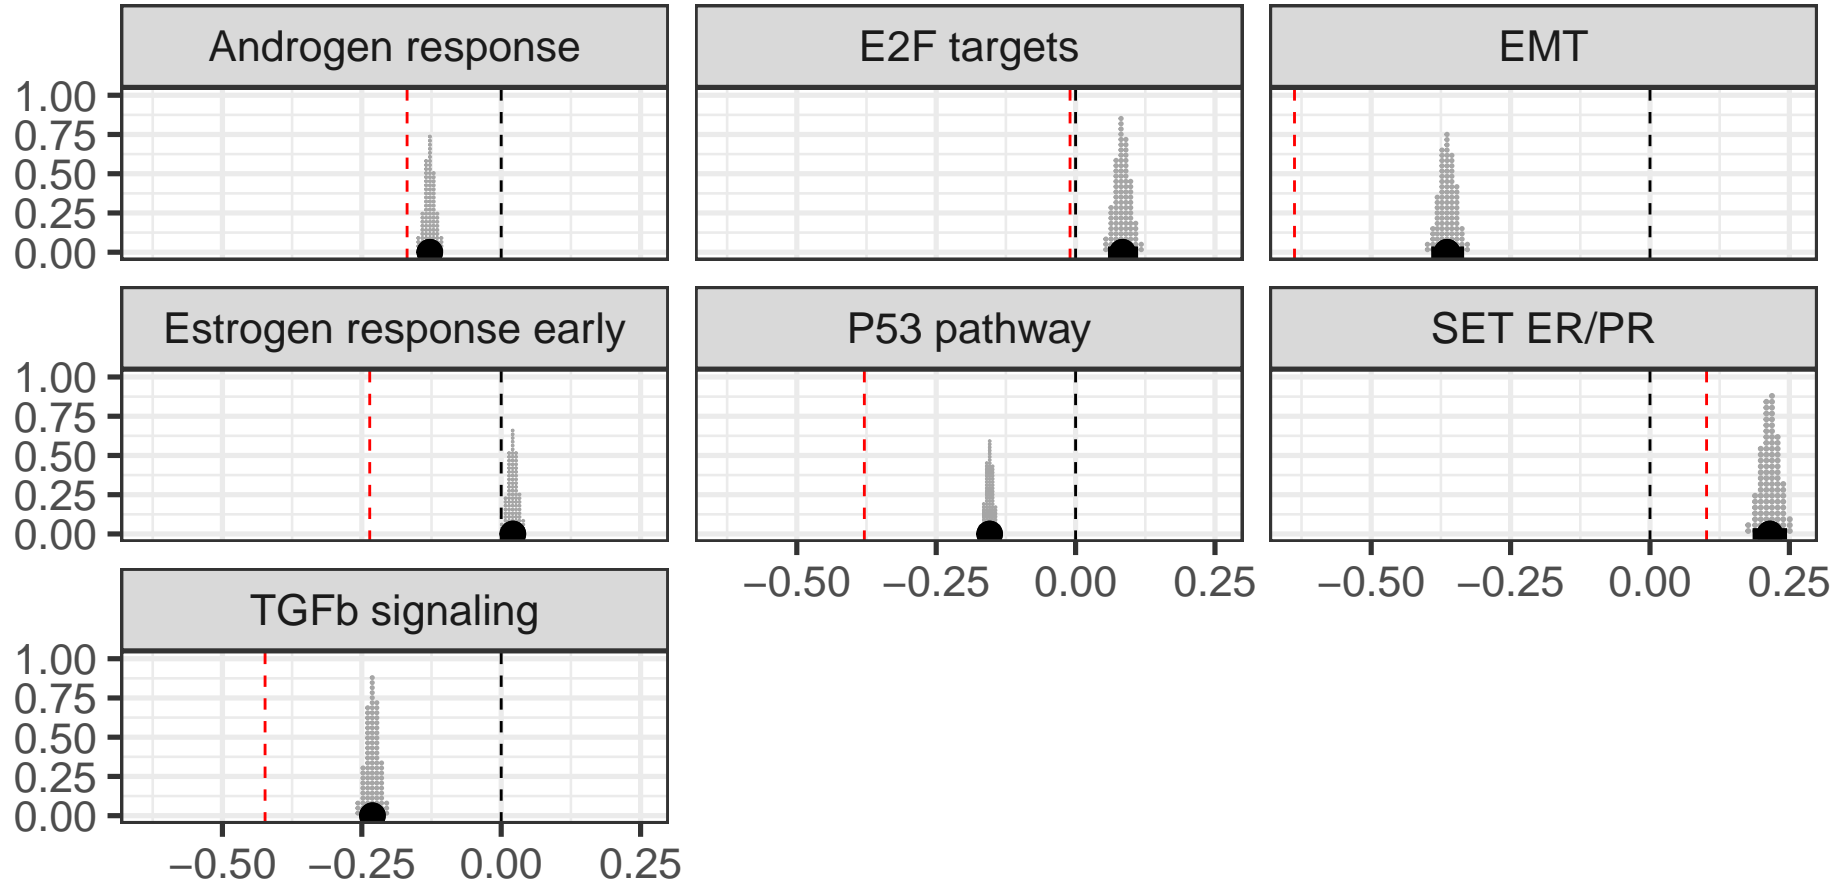 Androgen response
E2F targets
EMT
1.00
0.75
0.50
0.25
0.00
Estrogen response early
P53 pathway
SET ER/PR
1.00
0.75
0.50
0.25
0.00
−0.50 −0.25 0.00 0.25
−0.50 −0.25 0.00 0.25
TGFb signaling
1.00
0.75
0.50
0.25
0.00
−0.50 −0.25 0.00 0.25